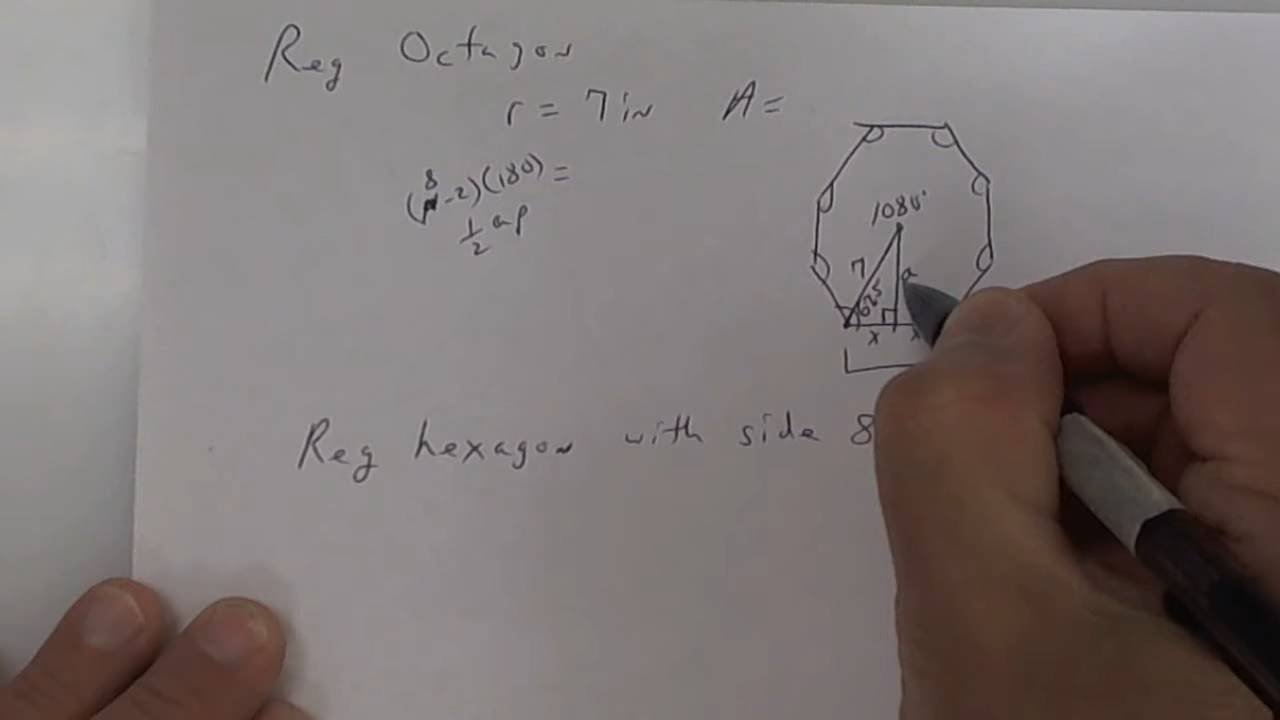 Reg Octagon
r = 7 in A =
8
(n-2)(180) =
1/2 ap
1080°
7 a
67.5
x x
Reg hexagon with side 8